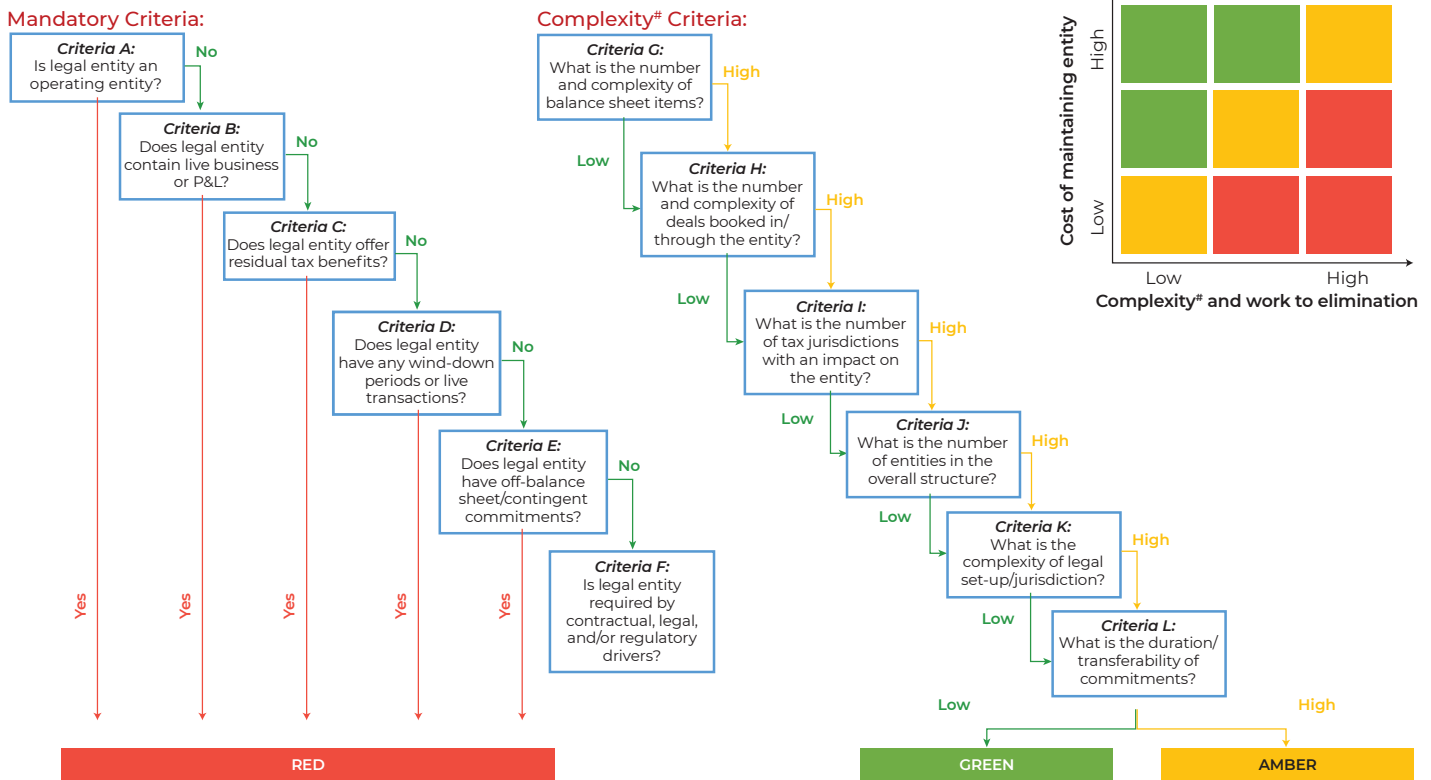 Mandatory Criteria:
Criteria A:
Is legal entity an
operating entity?
No
Criteria B:
Does legal entity
contain live business
or P&L?
No
Criteria C:
Does legal entity offer
residual tax benefits?
No
Criteria D:
Does legal entity
have any wind-down
periods or live
transactions?
No
Criteria E:
Does legal entity
have off-balance
sheet/contingent
commitments?
No
Criteria F:
Is legal entity
required by
contractual, legal,
and/or regulatory
drivers?
Yes
Yes
Yes
Yes
Yes
RED
Complexity# Criteria:
Criteria G:
What is the number
and complexity of
balance sheet items?
High
Low
Criteria H:
What is the number
and complexity of
deals booked in/
through the entity?
High
Low
Criteria I:
What is the number
of tax jurisdictions
with an impact on
the entity?
High
Low
Criteria J:
What is the number
of entities in the
overall structure?
High
Low
Criteria K:
What is the
complexity of legal
set-up/jurisdiction?
High
Low
Criteria L:
What is the duration/
transferability of
commitments?
Low
High
GREEN
AMBER
Cost of maintaining entity
High
Low
Low
High
Complexity# and work to elimination